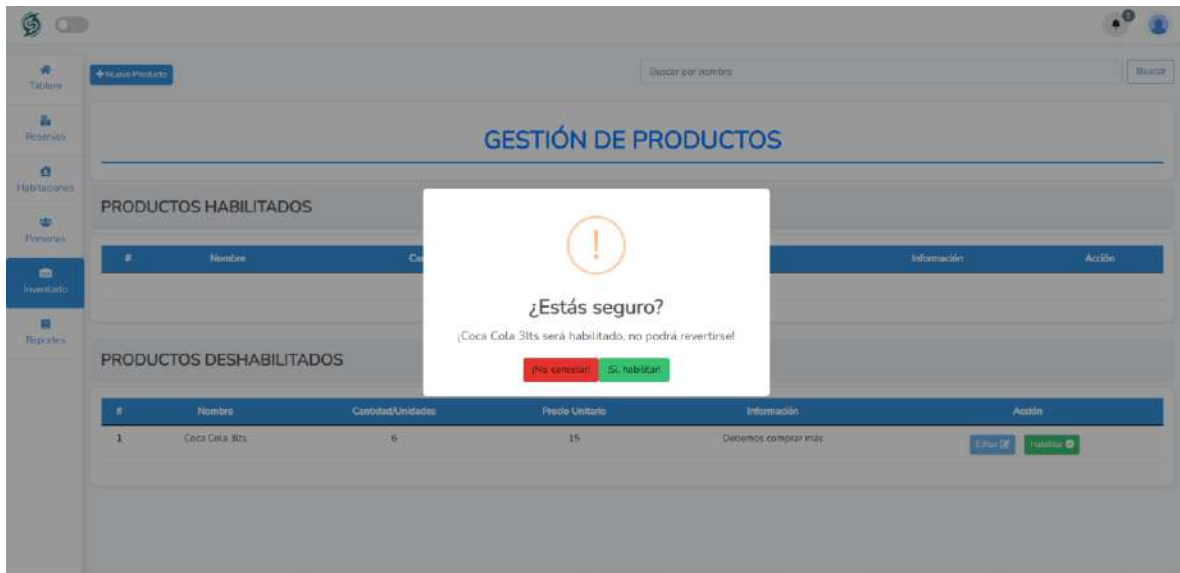 Tablero
+ Nuevo Producto
Buscar por nombre
Buscar
Reservas
GESTIÓN DE PRODUCTOS
Habitaciones
PRODUCTOS HABILITADOS
Personas
# Nombre Información Acción
Inventario
¿Estás seguro?
¡Coca Cola 3lts será habilitado, no podrá revertirse!
¡No, cancelar!
¡Sí, habilitar!
Reportes
PRODUCTOS DESHABILITADOS
# Nombre Cantidad/Unidades Precio Unitario Información Acción
1 Coca Cola 3lts 6 15 Debemos comprar más Editar Habilitar